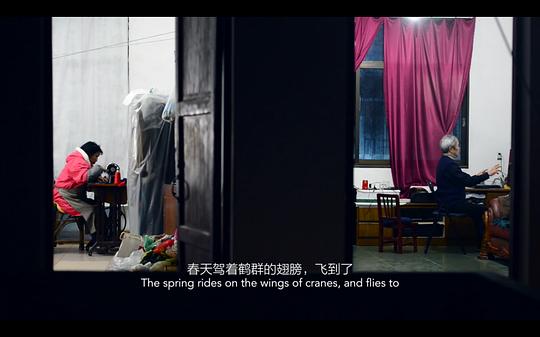 春天驾着鹤群的翅膀，飞到了
The spring rides on the wings of cranes, and flies to